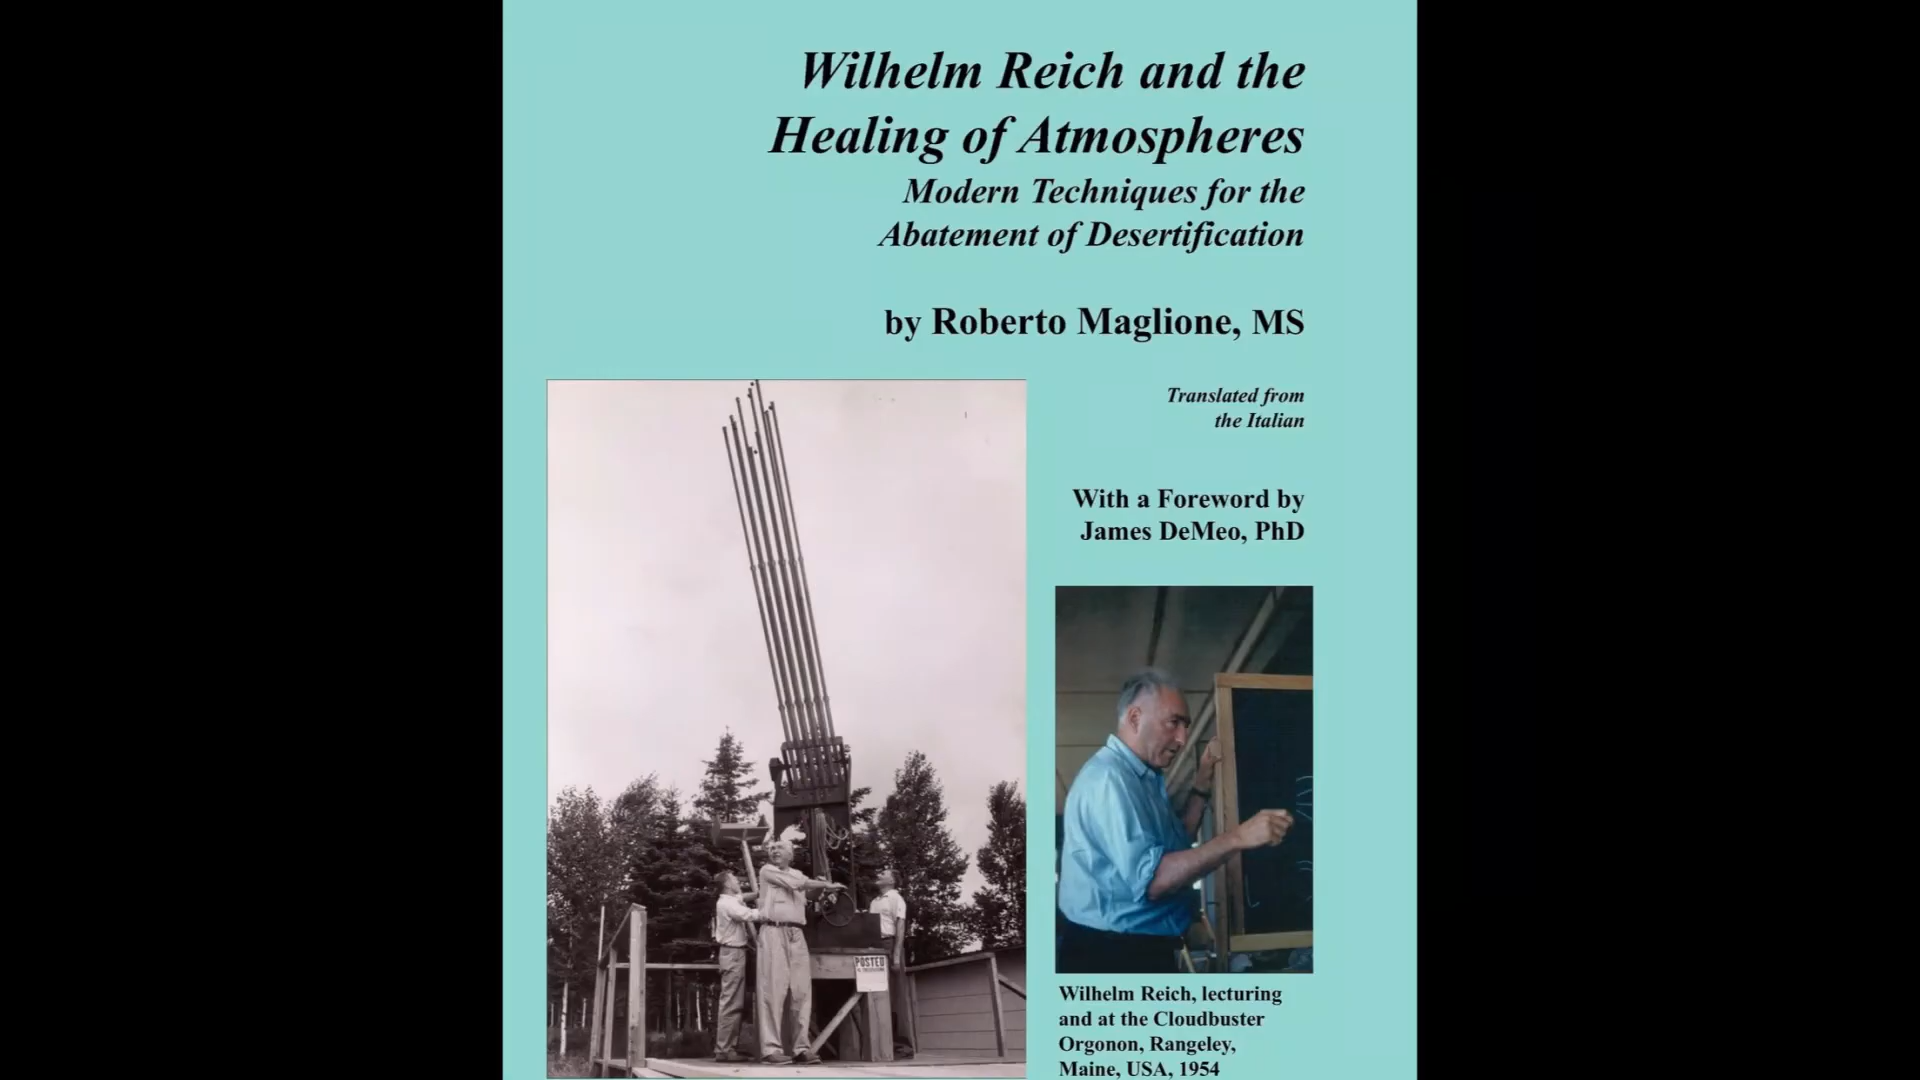 Wilhelm Reich and the
Healing of Atmospheres
Modern Techniques for the
Abatement of Desertification
by Roberto Maglione, MS
Translated from
the Italian
With a Foreword by
James DeMeo, PhD
POSTED
Wilhelm Reich, lecturing
and at the Cloudbuster
Orgonon, Rangeley,
Maine, USA, 1954